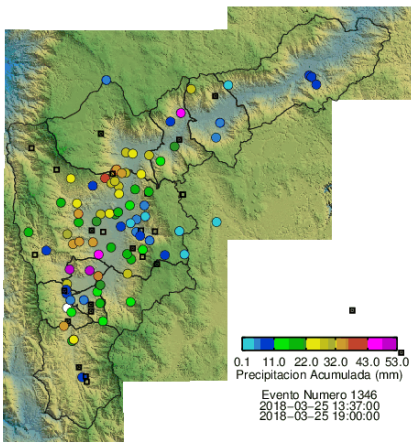 0.1 11.0 22.0 32.0 43.0 53.0
Precipitacion Acumulada (mm)
Evento Numero 1346
2018-03-25 13:37:00
2018-03-25 19:00:00